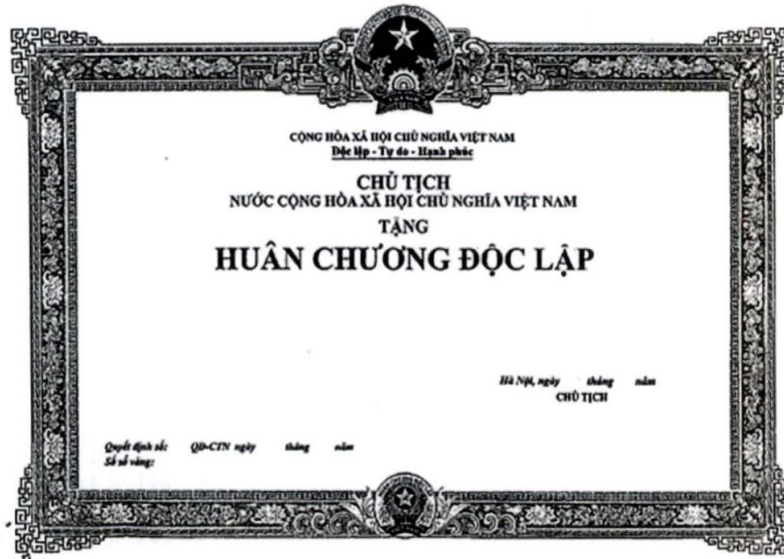 CỘNG HÒA XÃ HỘI CHỦ NGHĨA VIỆT NAM
Độc lập - Tự do - Hạnh phúc
CHỦ TỊCH
NƯỚC CỘNG HÒA XÃ HỘI CHỦ NGHĨA VIỆT NAM
TẶNG
HUÂN CHƯƠNG ĐỘC LẬP
Hà Nội, ngày tháng năm
CHỦ TỊCH
Quyết định số: QĐ-CTN ngày tháng năm
Số sổ vàng: